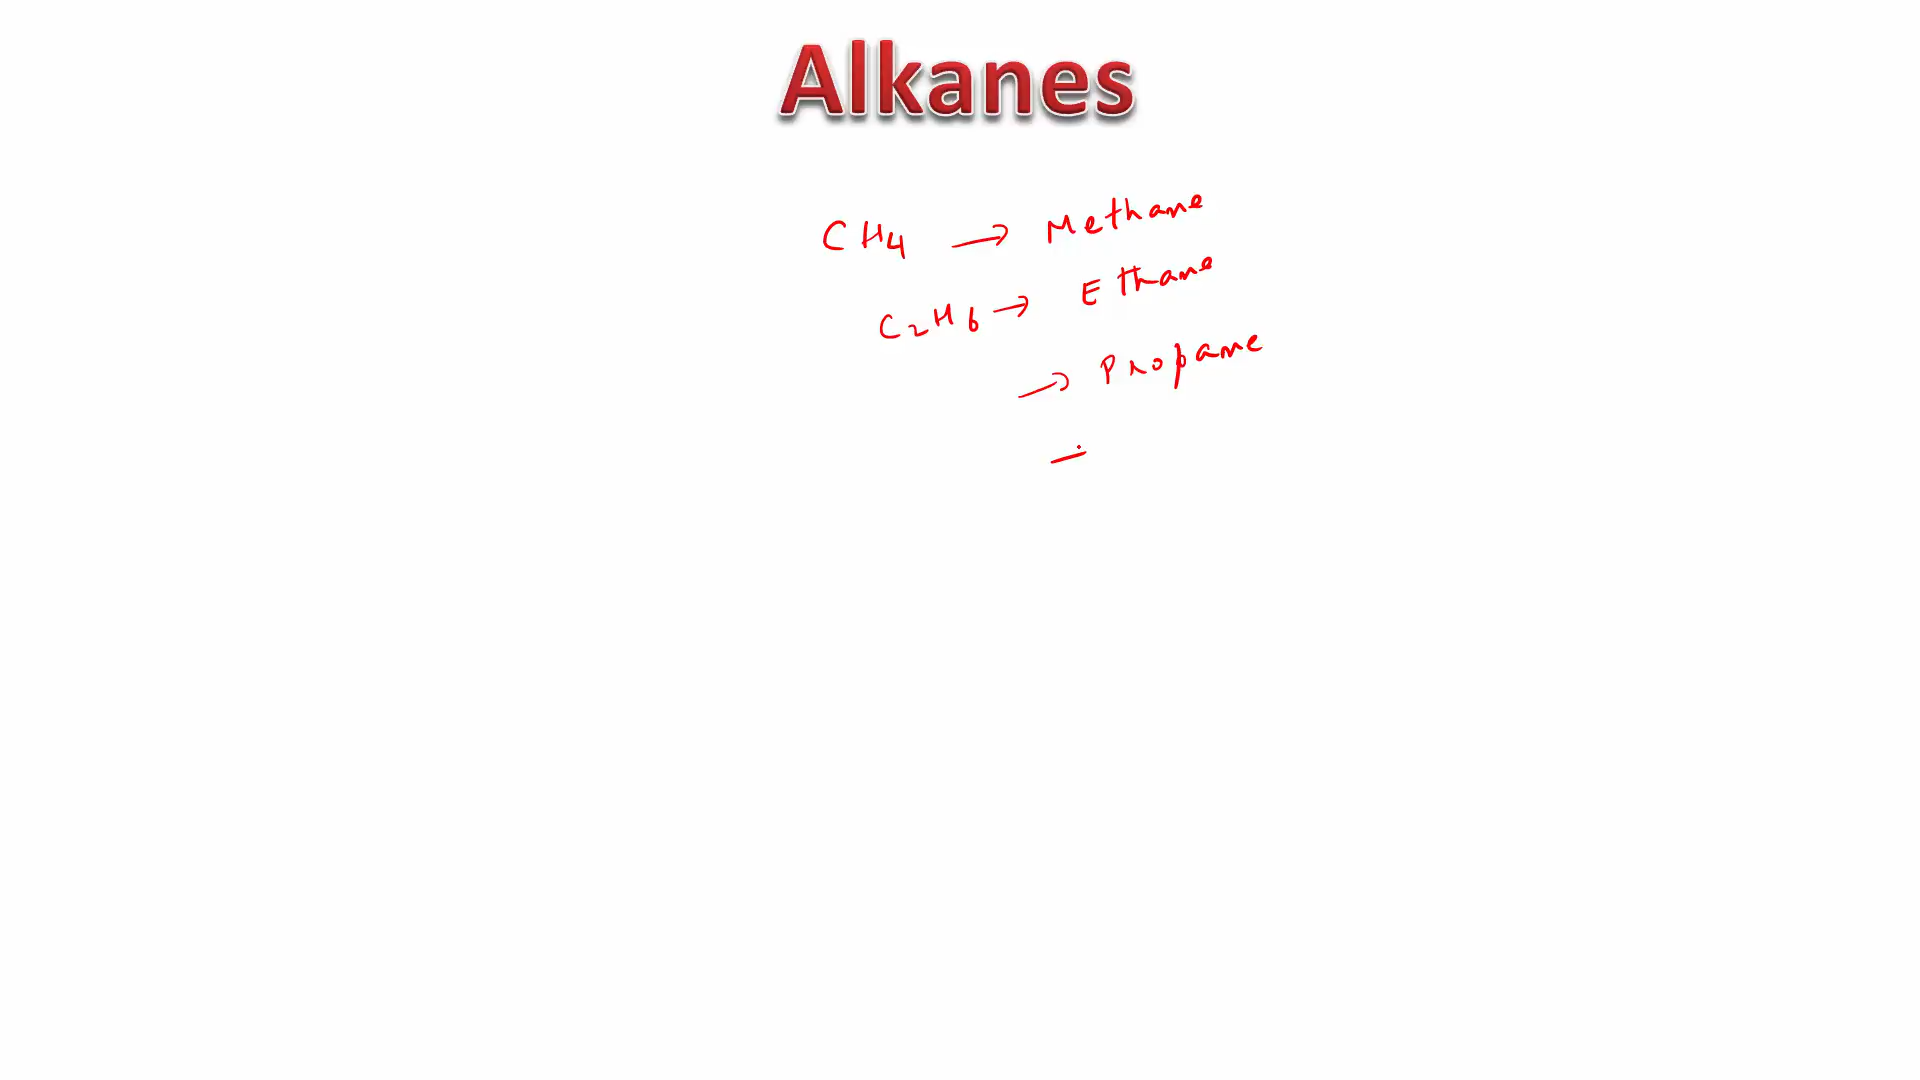 Alkanes
CH4 → Methane
C2H6 → Ethane
→ Propane